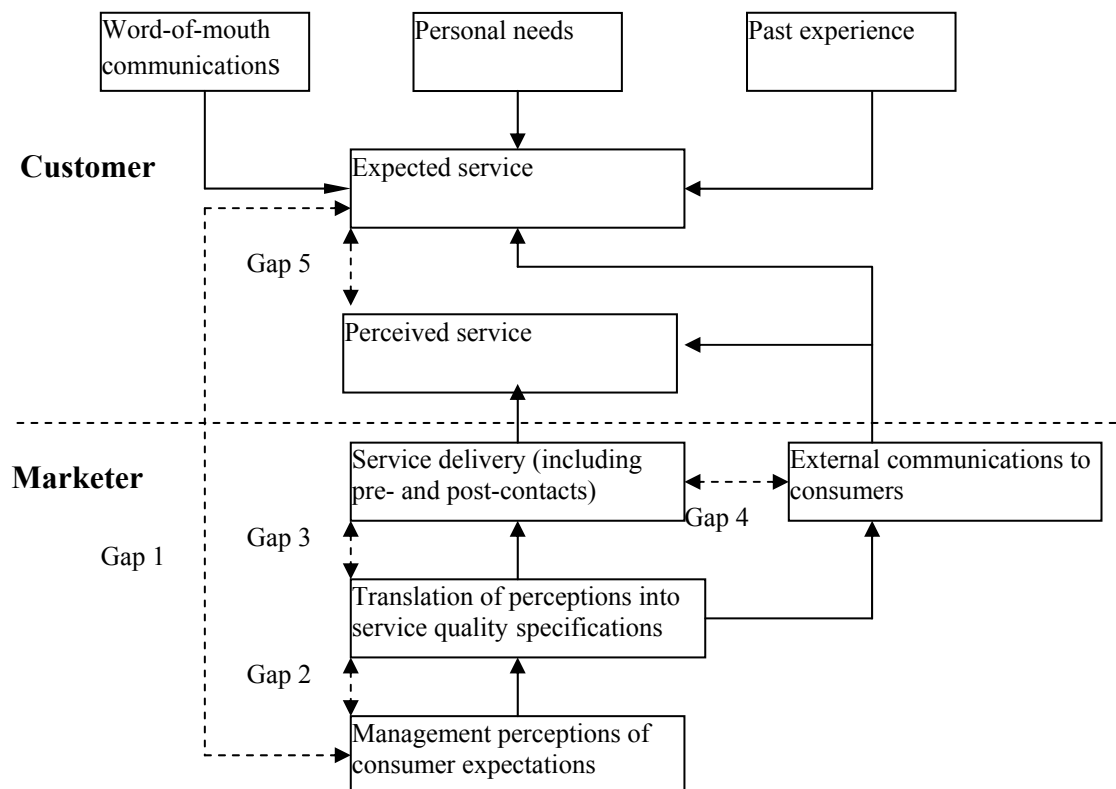 Word-of-mouth
communications
Personal needs
Past experience
Customer
Expected service
Gap 5
Perceived service
Marketer
Service delivery (including
pre- and post-contacts)
External communications to
consumers
Gap 4
Gap 3
Gap 1
Translation of perceptions into
service quality specifications
Gap 2
Management perceptions of
consumer expectations